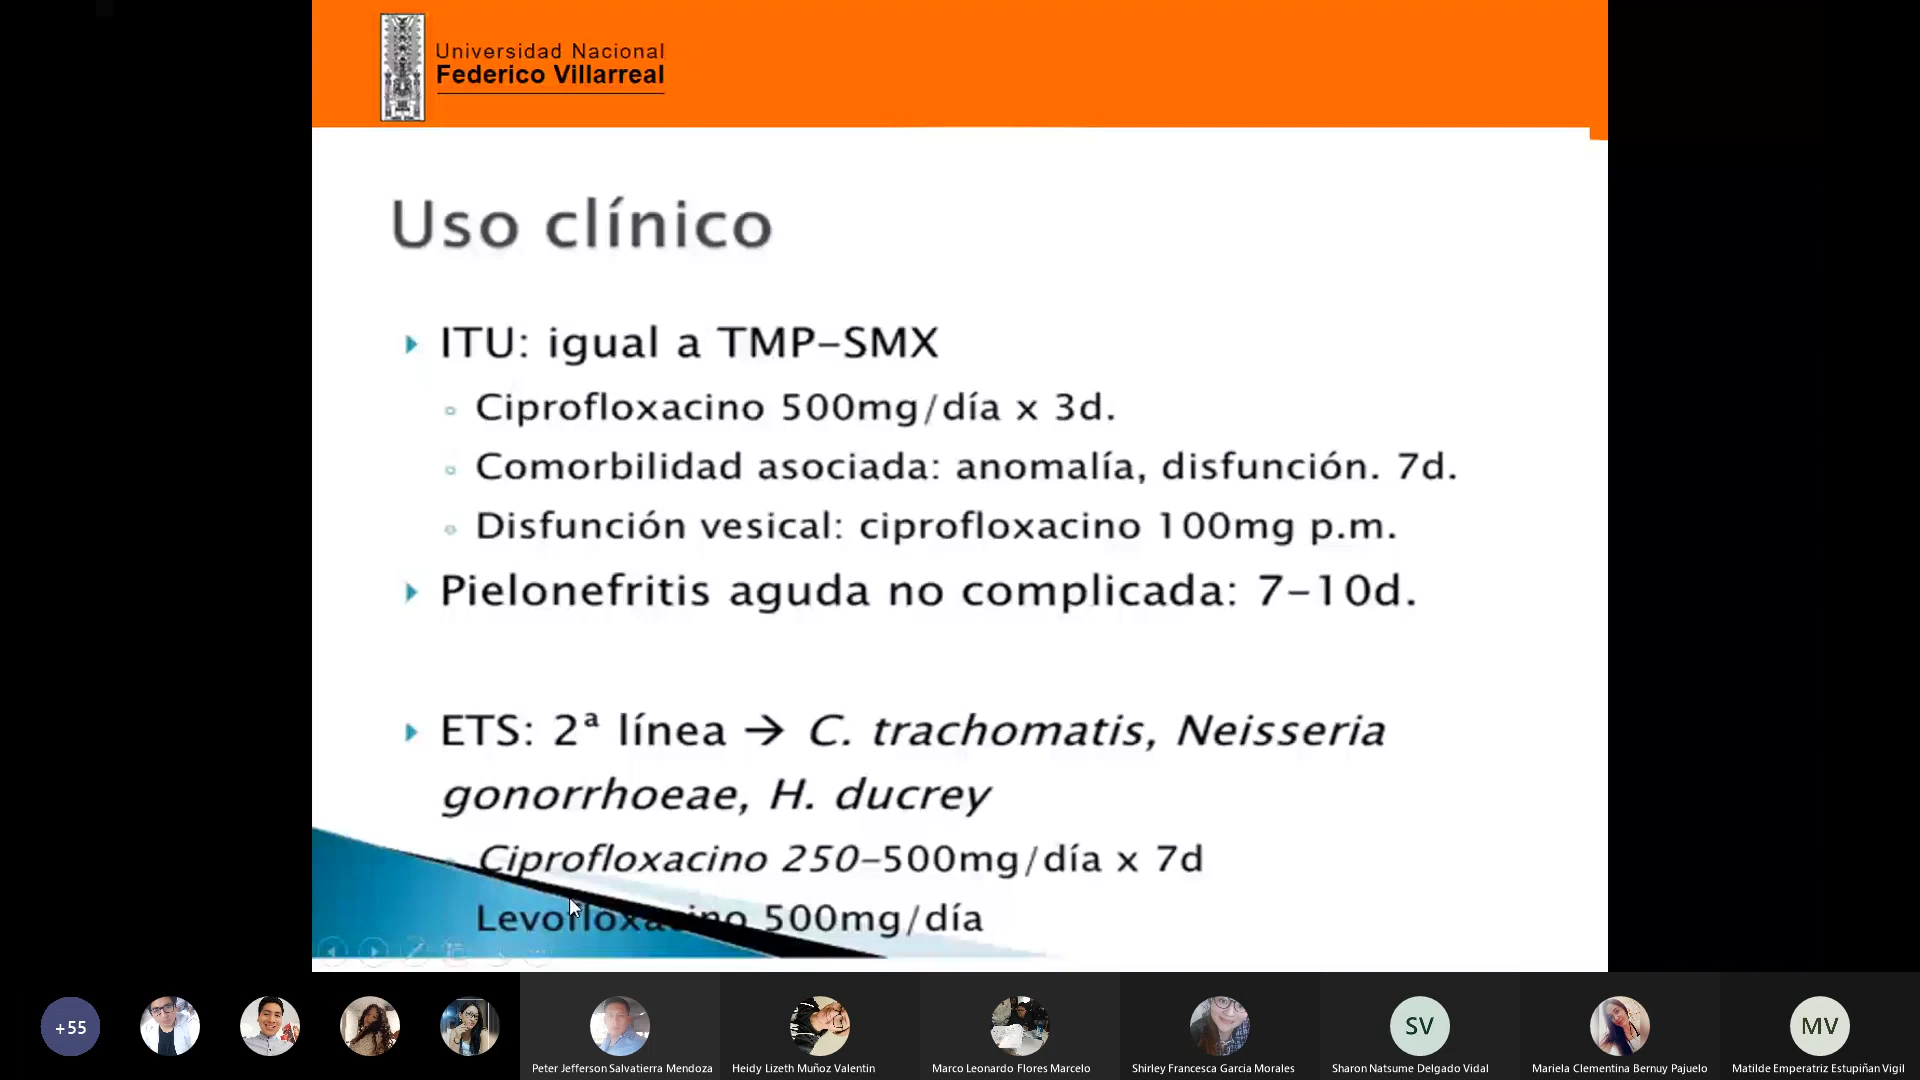 Universidad Nacional
Federico Villarreal
Uso clínico
ITU: igual a TMP-SMX
Ciprofloxacino 500mg/día x 3d.
Comorbilidad asociada: anomalía, disfunción. 7d.
Disfunción vesical: ciprofloxacino 100mg p.m.
Pielonefritis aguda no complicada: 7-10d.
ETS: 2ª línea → C. trachomatis, Neisseria
gonorrhoeae, H. ducrey
Ciprofloxacino 250-500mg/día x 7d
Levofloxacino 500mg/día
+55
SV
MV
Peter Jefferson Salvatierra Mendoza
Heidy Lizeth Muñoz Valentin
Marco Leonardo Flores Marcelo
Shirley Francesca Garcia Morales
Sharon Natsume Delgado Vidal
Mariela Clementina Bernuy Pajuelo
Matilde Emperatriz Estupiñan Vigil